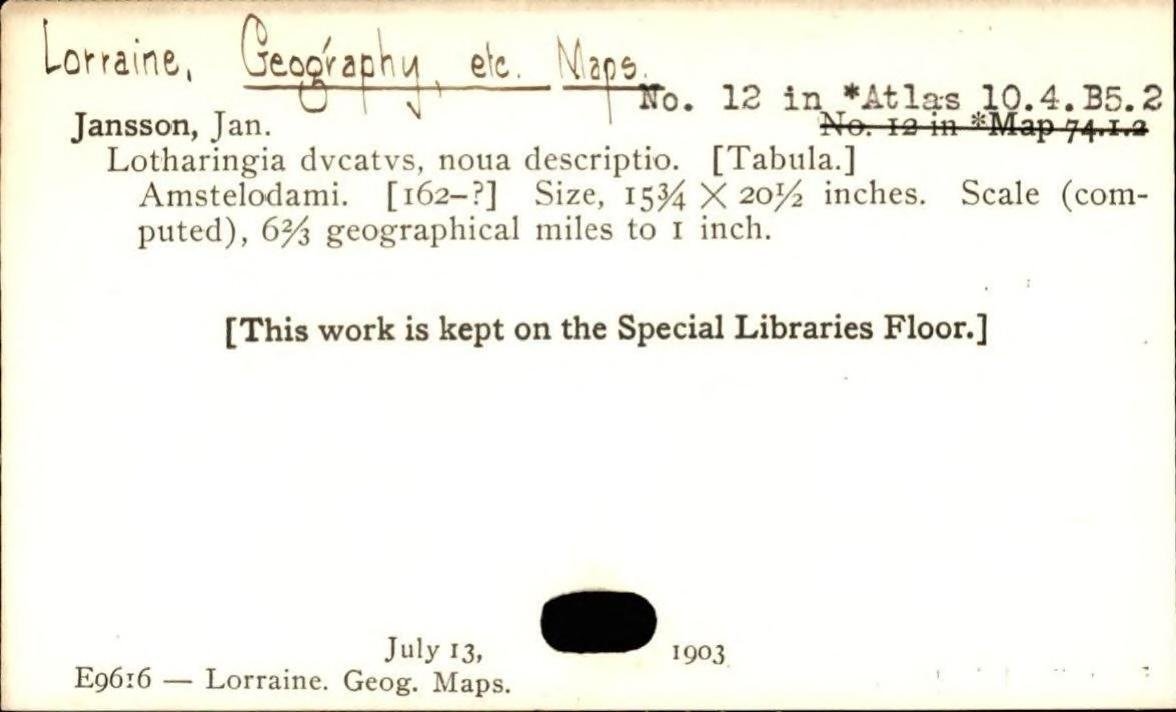 Lorraine, Geography, etc. Maps.
No. 12 in *Atlas 10.4.B5.2
Jansson, Jan.
No. 12 in *Map 74.1.2
Lotharingia dvcatvs, noua descriptio. [Tabula.]
Amstelodami. [162–?] Size, 15¾ × 20½ inches. Scale (com-
puted), 6⅔ geographical miles to 1 inch.
[This work is kept on the Special Libraries Floor.]
July 13, 1903
E9616 — Lorraine. Geog. Maps.